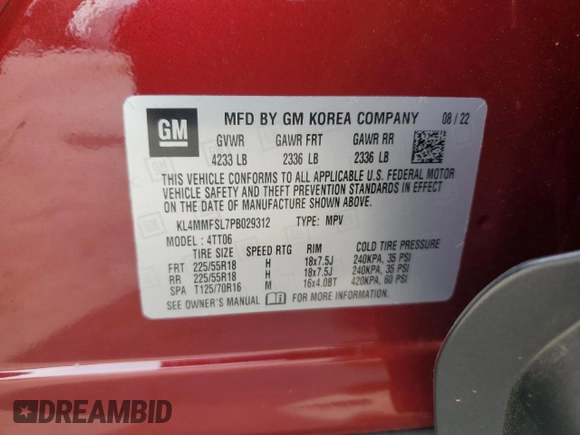 GM
MFD BY GM KOREA COMPANY 08 / 22
GVWR GAWR FRT GAWR RR
4233 LB 2336 LB 2336 LB
THIS VEHICLE CONFORMS TO ALL APPLICABLE U.S. FEDERAL MOTOR
VEHICLE SAFETY AND THEFT PREVENTION STANDARDS IN EFFECT
ON THE DATE OF MANUFACTURE SHOWN ABOVE.
KL4MMFSL7PB029312 TYPE: MPV
MODEL : 4TT06
TIRE SIZE SPEED RTG RIM COLD TIRE PRESSURE
FRT 225/55R18 H 18x7.5J 240KPA, 35 PSI
RR 225/55R18 H 18x7.5J 240KPA, 35 PSI
SPA T125/70R16 M 16x4.0BT 420KPA, 60 PSI
SEE OWNER'S MANUAL FOR MORE INFORMATION.
DREAMBID